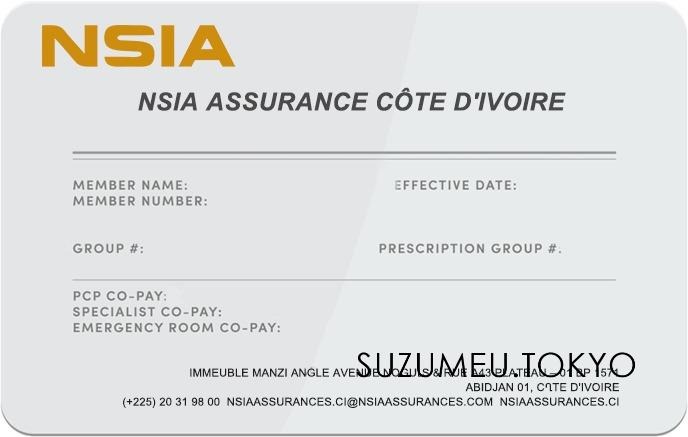 NSIA
NSIA ASSURANCE CÔTE D'IVOIRE
MEMBER NAME:
EFFECTIVE DATE:
MEMBER NUMBER:
GROUP #:
PRESCRIPTION GROUP #.
PCP CO-PAY:
SPECIALIST CO-PAY:
EMERGENCY ROOM CO-PAY:
SUZUMEU.TOKYO
IMMEUBLE MANZI ANGLE AVENUE & RUE A43 PLATEAU – 01 BP 1571
ABIDJAN 01, CÔTE D'IVOIRE
(+225) 20 31 98 00 NSIAASSURANCES.CI@NSIAASSURANCES.COM NSIAASSURANCES.CI